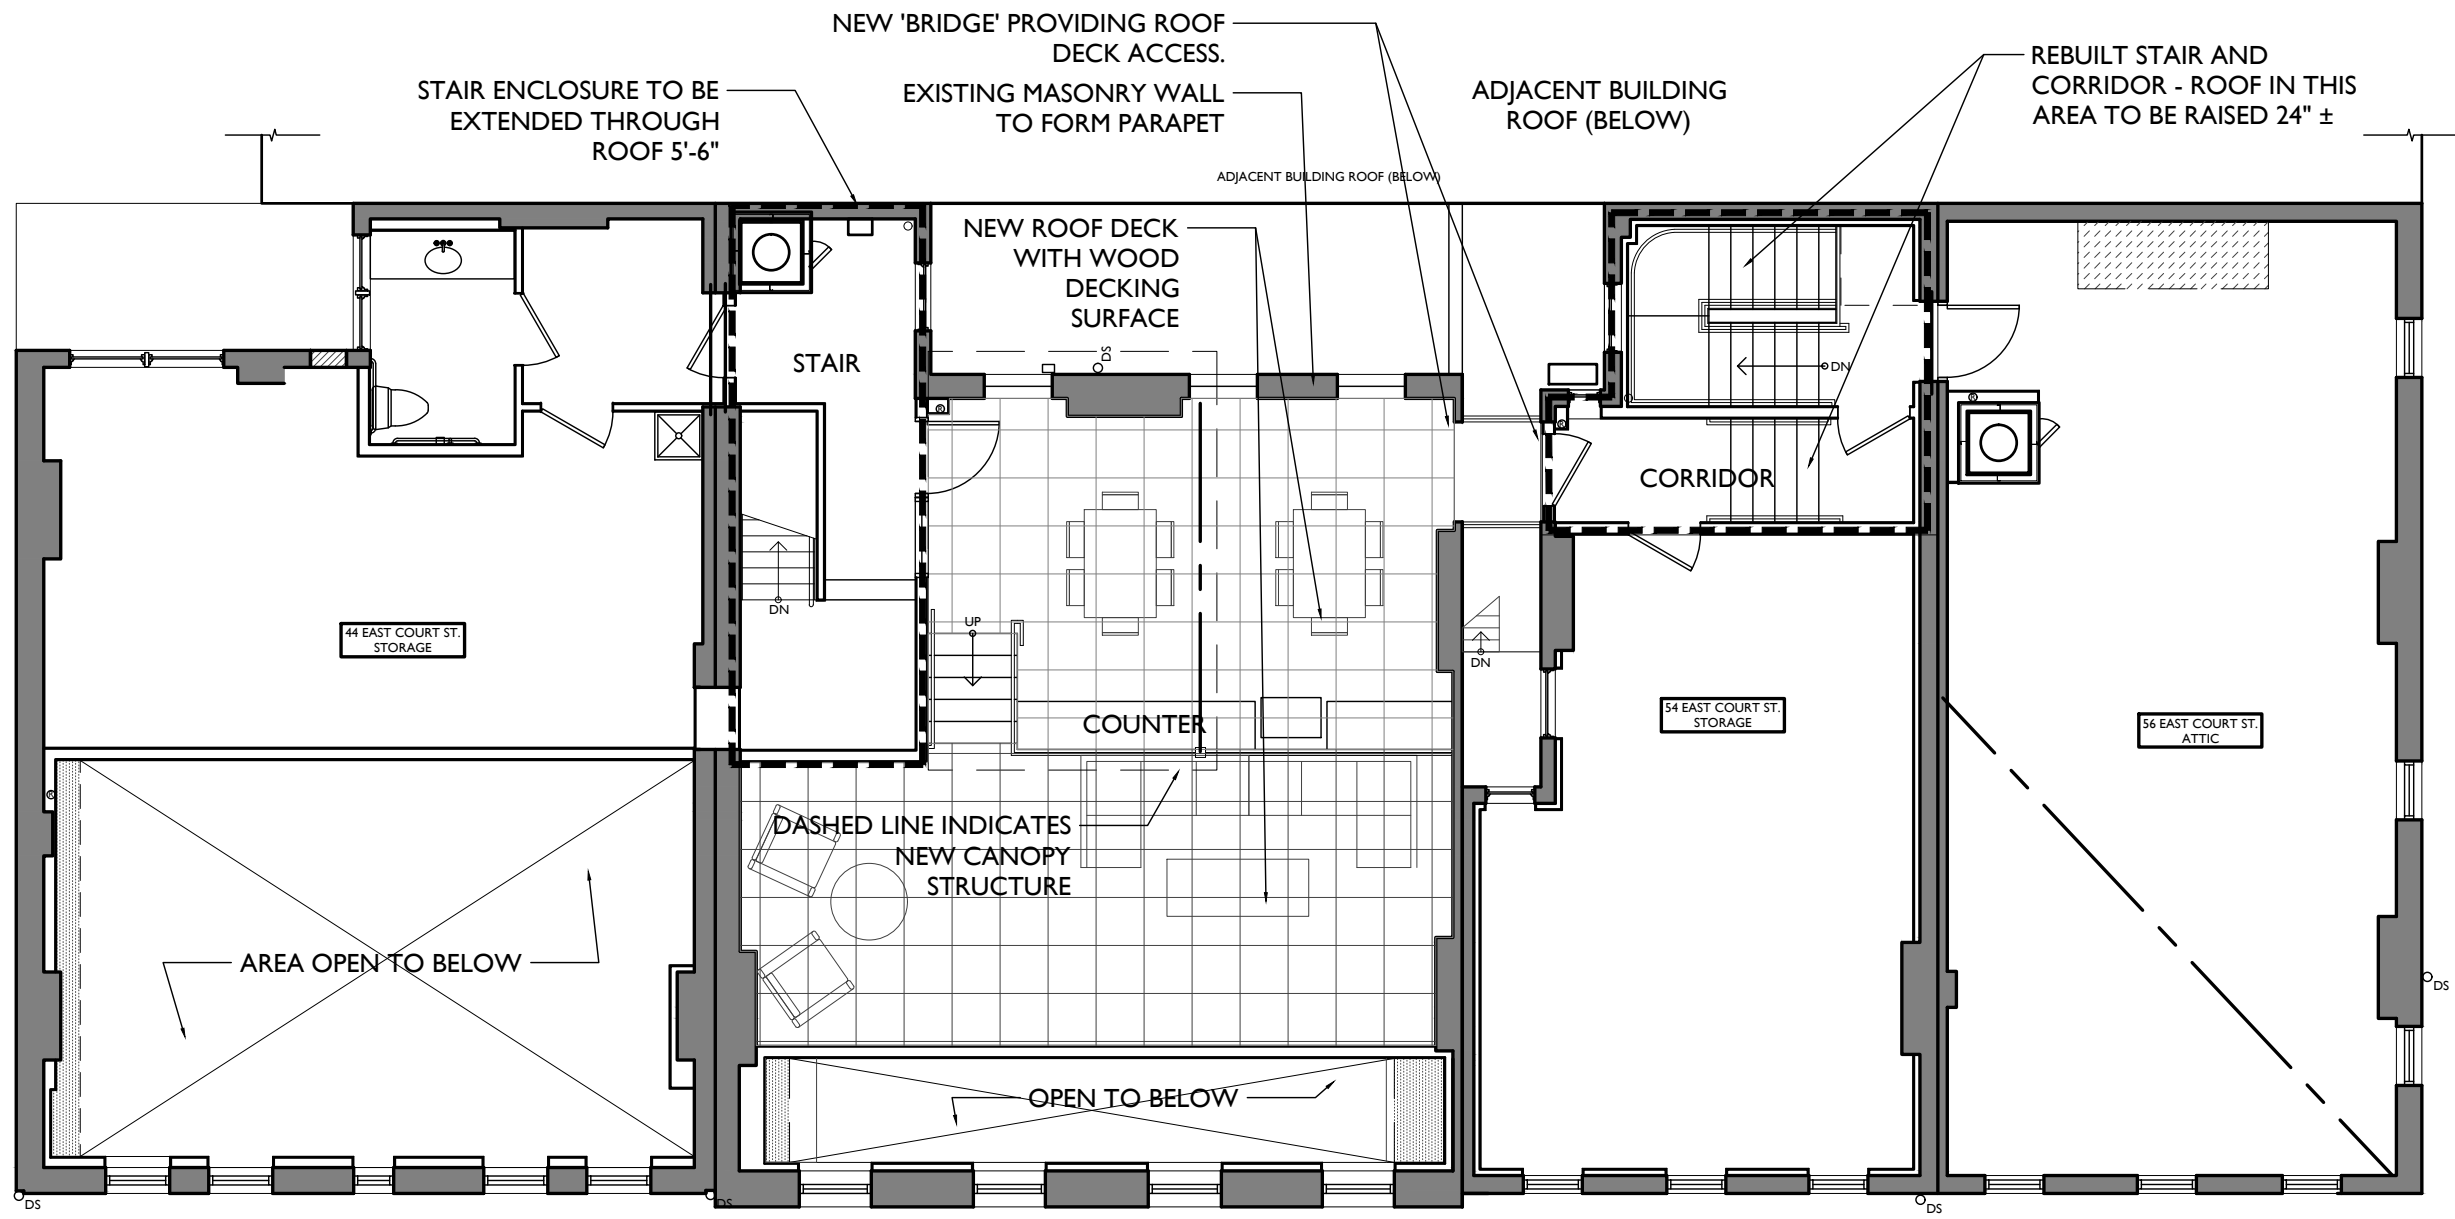 NEW 'BRIDGE' PROVIDING ROOF
DECK ACCESS.
STAIR ENCLOSURE TO BE
EXTENDED THROUGH
ROOF 5'-6"
EXISTING MASONRY WALL
TO FORM PARAPET
ADJACENT BUILDING
ROOF (BELOW)
REBUILT STAIR AND
CORRIDOR - ROOF IN THIS
AREA TO BE RAISED 24" ±
ADJACENT BUILDING ROOF (BELOW)
NEW ROOF DECK
WITH WOOD
DECKING
SURFACE
STAIR
DS
DN
R
R
R
CORRIDOR
DN
UP
DN
44 EAST COURT ST.
STORAGE
COUNTER
54 EAST COURT ST.
STORAGE
56 EAST COURT ST.
ATTIC
R
DASHED LINE INDICATES
NEW CANOPY
STRUCTURE
AREA OPEN TO BELOW
DS
OPEN TO BELOW
DS
DS
DS